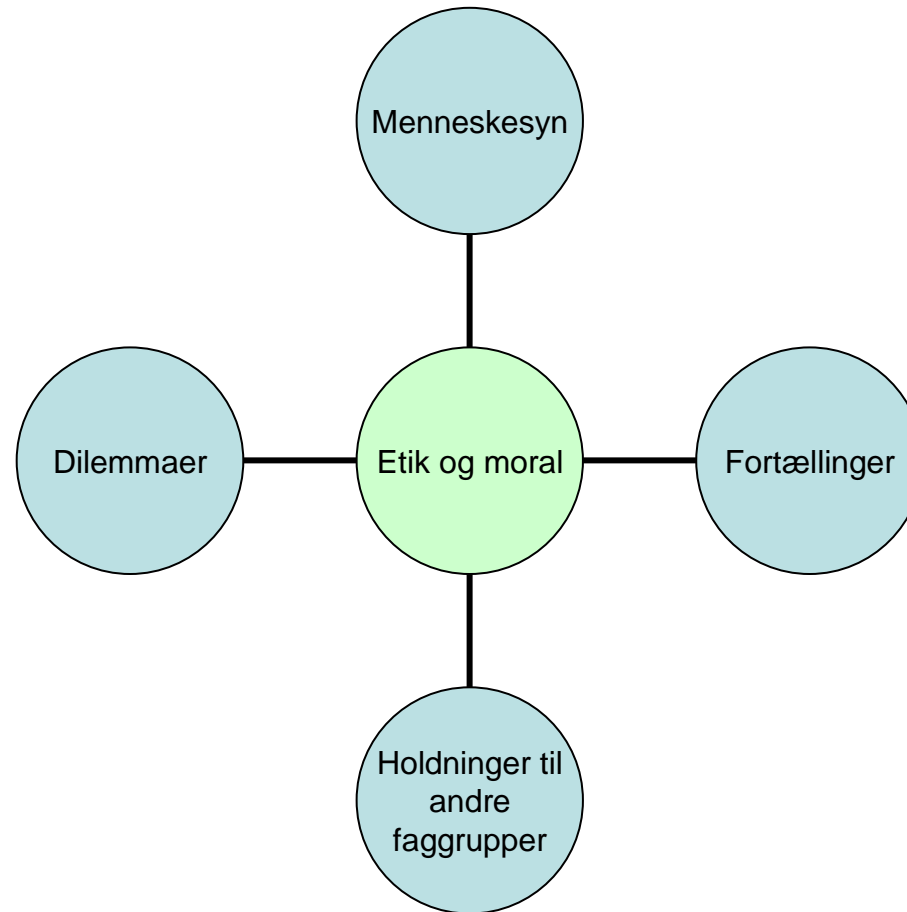 Menneskesyn
Dilemmaer
Etik og moral
Fortællinger
Holdninger til
andre
faggrupper